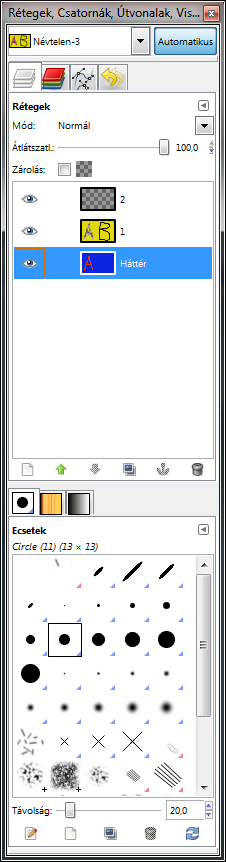 Rétegek, Csatornák, Útvonalak, Vis...
Névtelen-3
Automatikus
Rétegek
Mód: Normál
Átlátszatl.: 100,0
Zárolás:
2
1
Háttér
Ecsetek
Circle (11) (13 × 13)
Távolság: 20,0